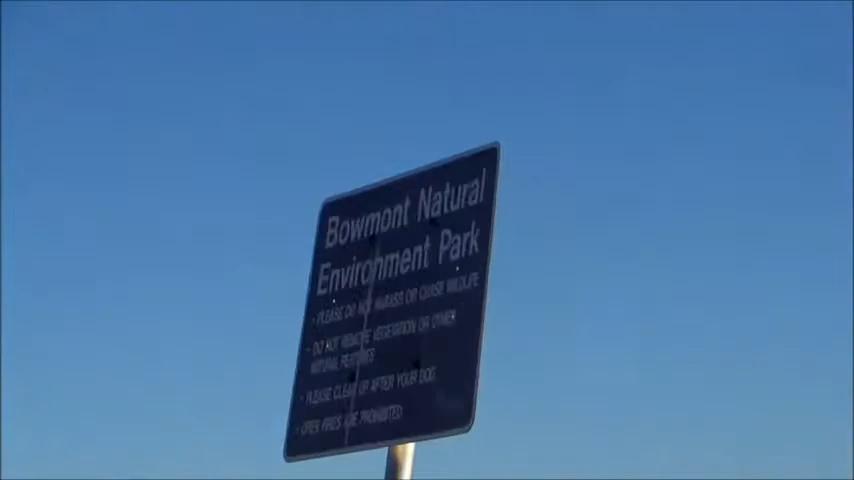 Bowmont Natural
Environment Park
· PLEASE DO NOT HARASS OR CHASE WILDLIFE
· DO NOT REMOVE VEGETATION OR OTHER
NATURAL FEATURES
· PLEASE CLEAN UP AFTER YOUR DOG
· OPEN FIRES ARE PROHIBITED